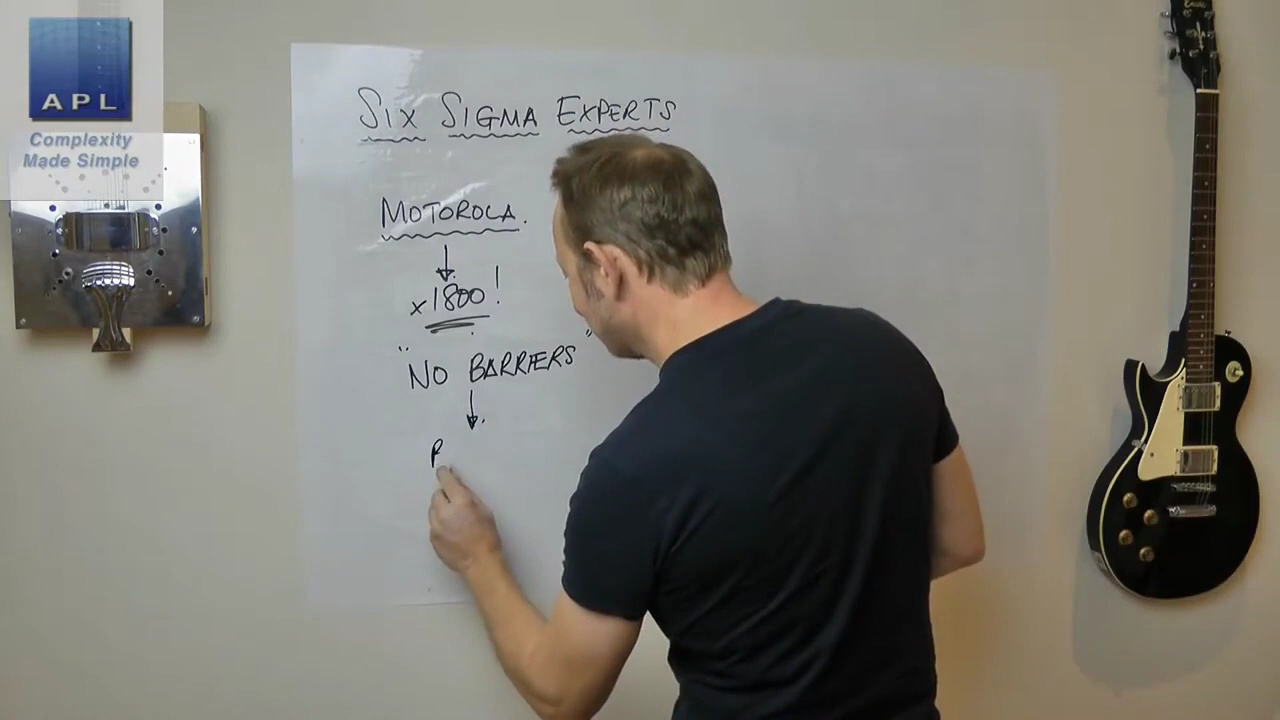 APL
Complexity
Made Simple
SIX SIGMA EXPERTS
MOTOROLA.
x1800!
"NO BARRIERS"